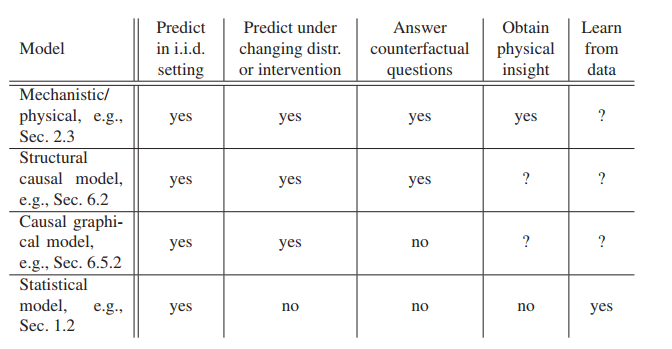 Model
Predict
in i.i.d.
setting
Predict under
changing distr.
or intervention
Answer
counterfactual
questions
Obtain
physical
insight
Learn
from
data
Mechanistic/
physical, e.g.,
Sec. 2.3
yes
yes
yes
yes
?
Structural
causal model,
e.g., Sec. 6.2
yes
yes
yes
?
?
Causal graphi-
cal model,
e.g., Sec. 6.5.2
yes
yes
no
?
?
Statistical
model, e.g.,
Sec. 1.2
yes
no
no
no
yes